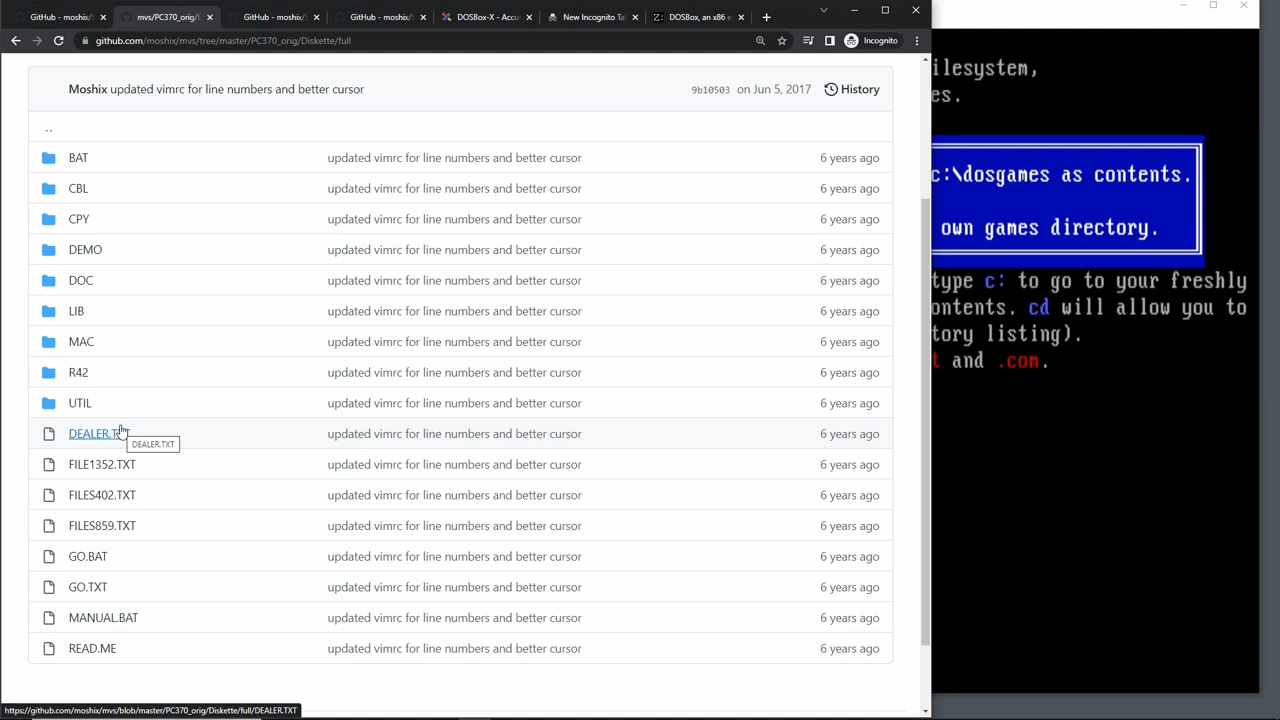 GitHub - moshix/
mvs/PC370_orig/
GitHub - moshix/
GitHub - moshix/
DOSBox-X - Accu
New Incognito Ta
DOSBox, an x86 e
github.com/moshix/mvs/tree/master/PC370_orig/Diskette/full
Incognito
Moshix updated vimrc for line numbers and better cursor
9b10503 on Jun 5, 2017
History
..
BAT updated vimrc for line numbers and better cursor 6 years ago
CBL updated vimrc for line numbers and better cursor 6 years ago
CPY updated vimrc for line numbers and better cursor 6 years ago
DEMO updated vimrc for line numbers and better cursor 6 years ago
DOC updated vimrc for line numbers and better cursor 6 years ago
LIB updated vimrc for line numbers and better cursor 6 years ago
MAC updated vimrc for line numbers and better cursor 6 years ago
R42 updated vimrc for line numbers and better cursor 6 years ago
UTIL updated vimrc for line numbers and better cursor 6 years ago
DEALER.TXT updated vimrc for line numbers and better cursor 6 years ago
DEALER.TXT
FILE1352.TXT updated vimrc for line numbers and better cursor 6 years ago
FILES402.TXT updated vimrc for line numbers and better cursor 6 years ago
FILES859.TXT updated vimrc for line numbers and better cursor 6 years ago
GO.BAT updated vimrc for line numbers and better cursor 6 years ago
GO.TXT updated vimrc for line numbers and better cursor 6 years ago
MANUAL.BAT updated vimrc for line numbers and better cursor 6 years ago
READ.ME updated vimrc for line numbers and better cursor 6 years ago
https://github.com/moshix/mvs/blob/master/PC370_orig/Diskette/full/DEALER.TXT
ilesystem,
es.
c:\dosgames as contents.
own games directory.
type c: to go to your freshly
ontents. cd will allow you to
tory listing).
t and .com.